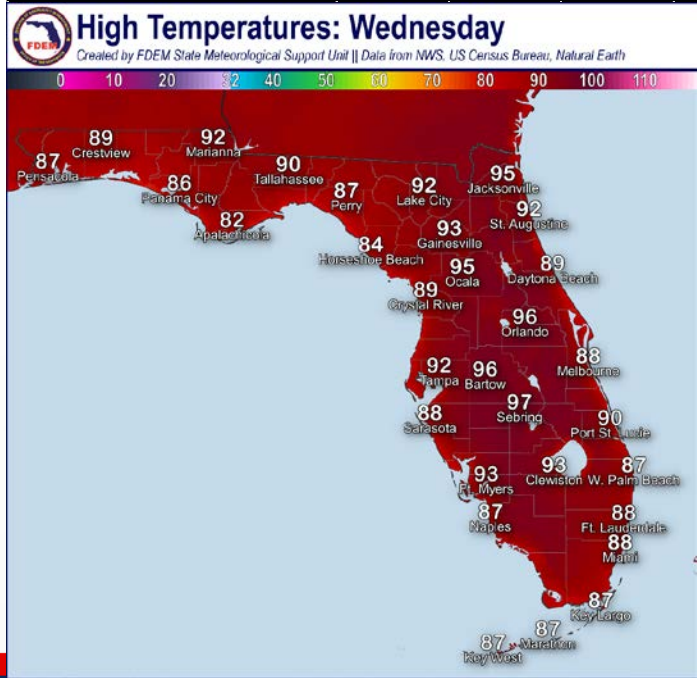 FDEM
High Temperatures: Wednesday
Created by FDEM State Meteorological Support Unit || Data from NWS, US Census Bureau, Natural Earth
0 10 20 32 40 50 60 70 80 90 100 110
89
Crestview
92
Marianna
87
Pensacola
90
Tallahassee
95
Jacksonville
86
Panama City
87
Perry
92
Lake City
92
St. Augustine
82
Apalachicola
93
Gainesville
84
Horseshoe Beach
95
Ocala
89
Daytona Beach
89
Crystal River
96
Orlando
88
Melbourne
92
Tampa
96
Bartow
97
Sebring
88
Sarasota
90
Port St. Lucie
93
Ft. Myers
93
Clewiston
87
W. Palm Beach
87
Naples
88
Ft. Lauderdale
88
Miami
87
Key Largo
87
Marathon
87
Key West